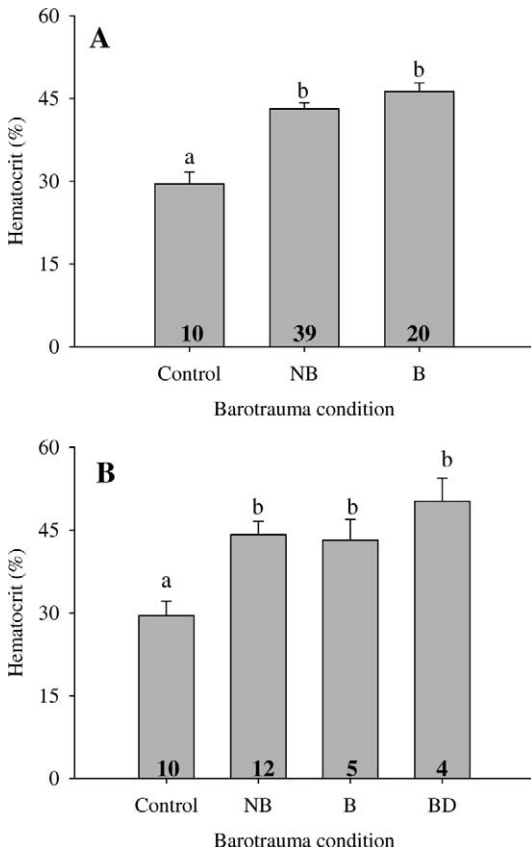 A
60
45
30
15
0
Hematocrit (%)
a
b
b
10
39
20
Control NB B
Barotrauma condition
B
60
45
30
15
0
Hematocrit (%)
a
b
b
b
10
12
5
4
Control NB B BD
Barotrauma condition